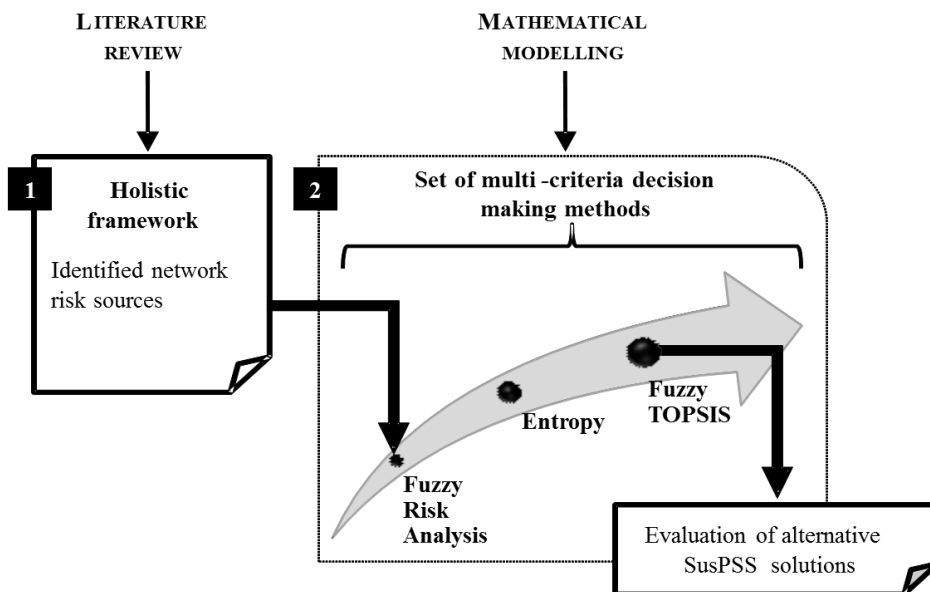 LITERATURE
REVIEW
MATHEMATICAL
MODELLING
1
Holistic
framework
Identified network
risk sources
2
Set of multi -criteria decision
making methods
Fuzzy
TOPSIS
Entropy
Fuzzy
Risk
Analysis
Evaluation of alternative
SusPSS solutions